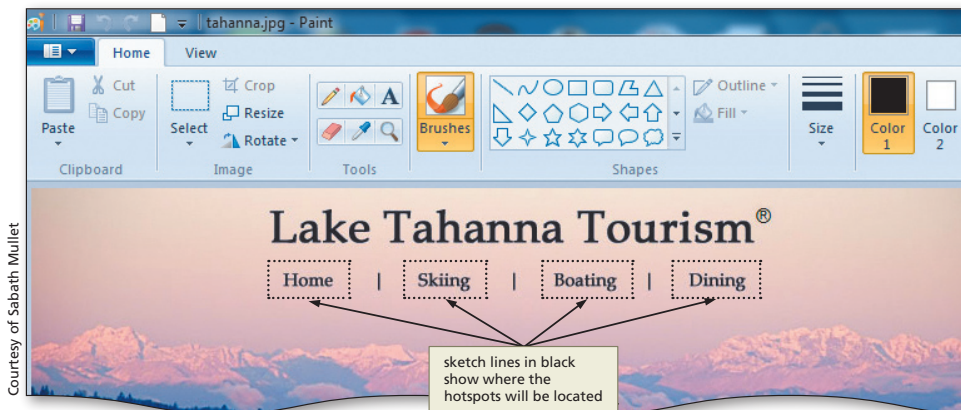 tahanna.jpg - Paint
Home View
Paste
Cut
Copy
Clipboard
Select
Crop
Resize
Rotate
Image
A
Tools
Brushes
Shapes
Outline
Fill
Size
Color
1
Color
2
Lake Tahanna Tourism®
Home | Skiing | Boating | Dining
sketch lines in black
show where the
hotspots will be located
Courtesy of Sabath Mullet